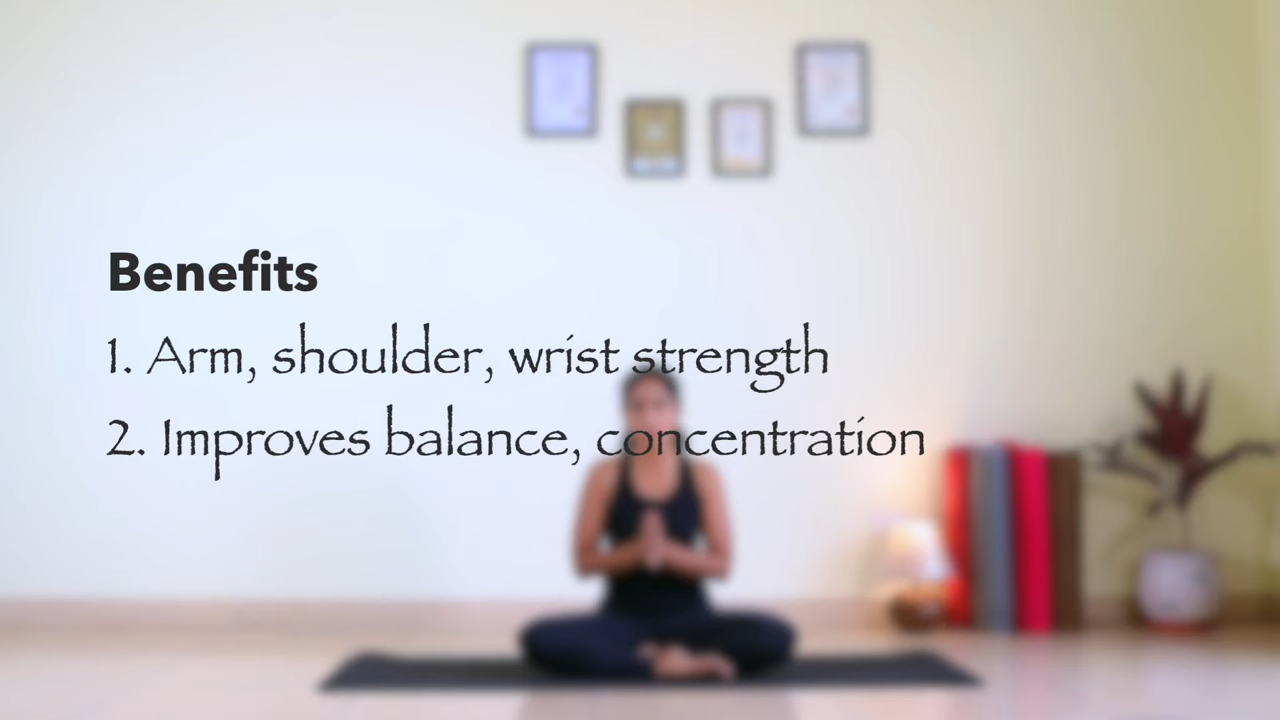 Benefits
1. Arm, shoulder, wrist strength
2. Improves balance, concentration